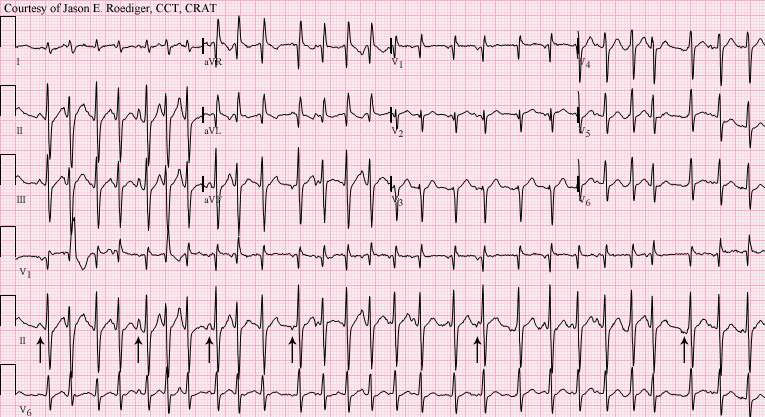 Courtesy of Jason E. Roediger, CCT, CRAT
I aVR V1 V4
II aVL V2 V5
III aVF V3 V6
V1
II
V6